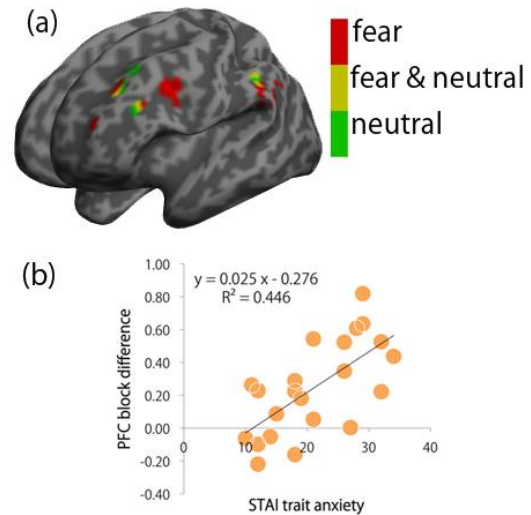 (a)
fear
fear & neutral
neutral
(b)
y = 0.025 x - 0.276
R² = 0.446
PFC block difference
1.00
0.80
0.60
0.40
0.20
0.00
-0.20
-0.40
0
10
20
30
40
STAI trait anxiety